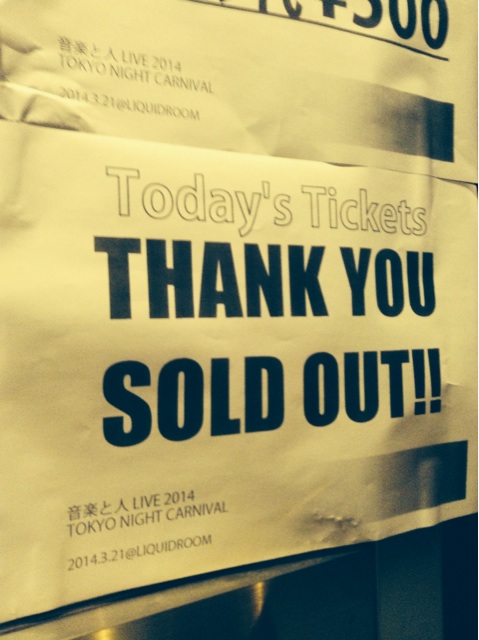 ¥500
音楽と人 LIVE 2014
TOKYO NIGHT CARNIVAL
2014.3.21@LIQUIDROOM
Today's Tickets
THANK YOU
SOLD OUT!!
音楽と人 LIVE 2014
TOKYO NIGHT CARNIVAL
2014.3.21@LIQUIDROOM